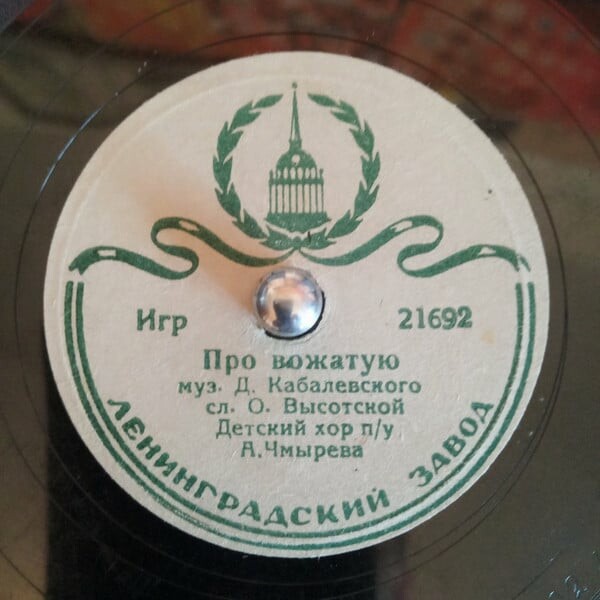 Игр 21692
Про вожатую
муз. Д. Кабалевского
сл. О. Высотской
Детский хор п/у
А.Чмырева
ЛЕНИНГРАДСКИЙ ЗАВОД